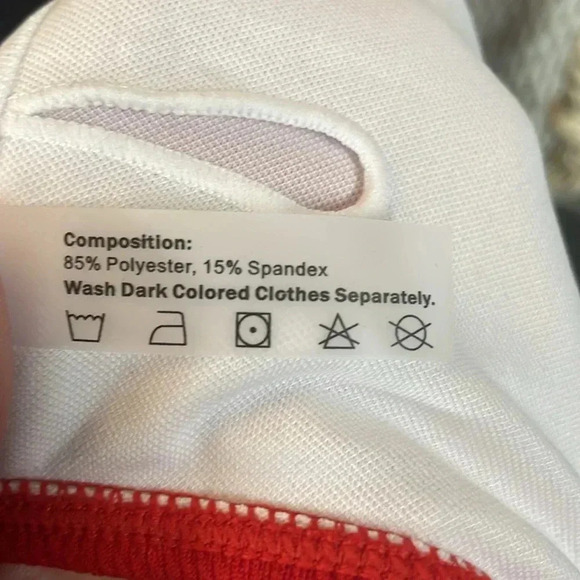 Composition:
85% Polyester, 15% Spandex
Wash Dark Colored Clothes Separately.